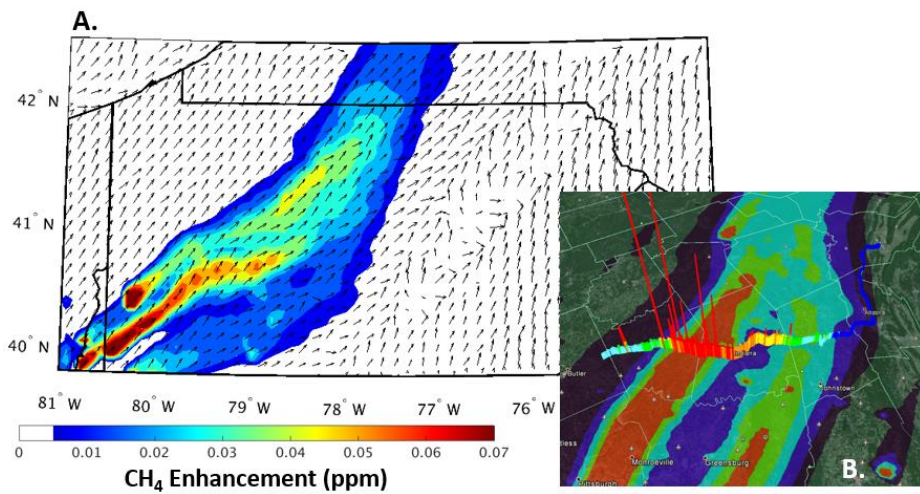 A.
42° N
41° N
40° N
81° W 80° W 79° W 78° W 77° W 76° W
0 0.01 0.02 0.03 0.04 0.05 0.06 0.07
CH₄ Enhancement (ppm)
Butler
Indiana
Johnstown
Monroeville
Greensburg
Pittsburgh
B.